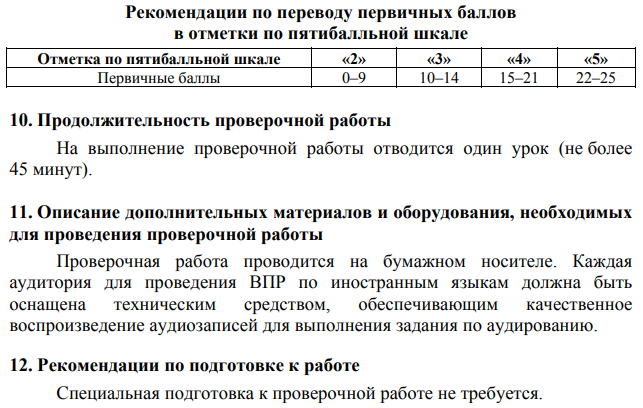 Рекомендации по переводу первичных баллов
в отметки по пятибалльной шкале
Отметка по пятибалльной шкале «2» «3» «4» «5»
Первичные баллы 0–9 10–14 15–21 22–25
10. Продолжительность проверочной работы
На выполнение проверочной работы отводится один урок (не более
45 минут).
11. Описание дополнительных материалов и оборудования, необходимых
для проведения проверочной работы
Проверочная работа проводится на бумажном носителе. Каждая
аудитория для проведения ВПР по иностранным языкам должна быть
оснащена техническим средством, обеспечивающим качественное
воспроизведение аудиозаписей для выполнения задания по аудированию.
12. Рекомендации по подготовке к работе
Специальная подготовка к проверочной работе не требуется.